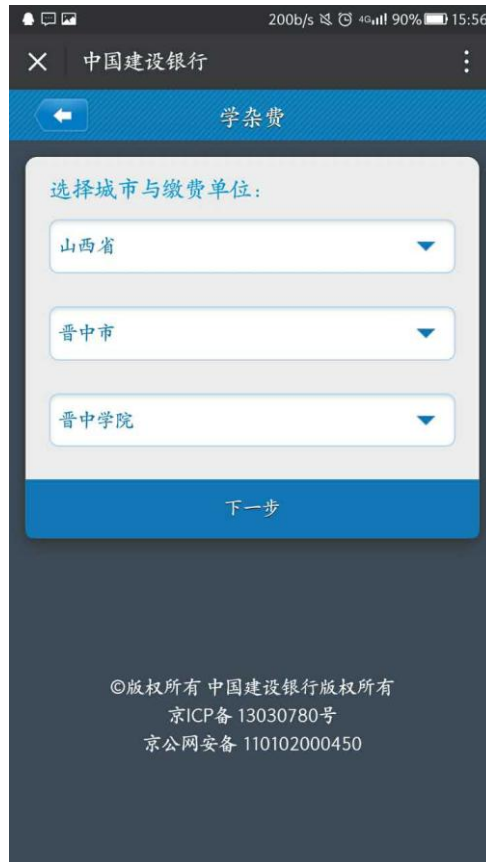 200b/s 4G 90% 15:56
中国建设银行
学杂费
选择城市与缴费单位：
山西省
晋中市
晋中学院
下一步
©版权所有 中国建设银行版权所有
京ICP备 13030780号
京公网安备 110102000450